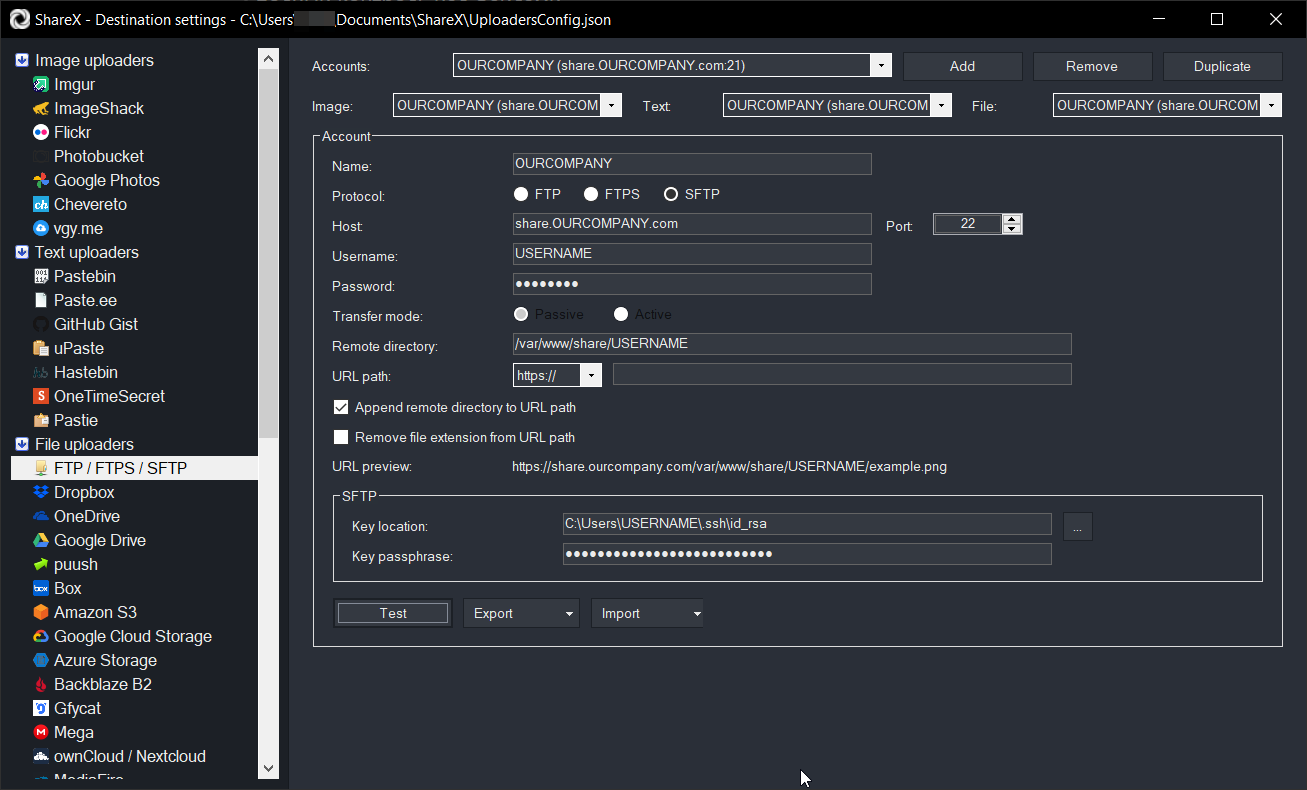 ShareX - Destination settings - C:\Users\ \Documents\ShareX\UploadersConfig.json
Image uploaders
Imgur
ImageShack
Flickr
Photobucket
Google Photos
Chevereto
vgy.me
Text uploaders
Pastebin
Paste.ee
GitHub Gist
uPaste
Hastebin
OneTimeSecret
Pastie
File uploaders
FTP / FTPS / SFTP
Dropbox
OneDrive
Google Drive
puush
Box
Amazon S3
Google Cloud Storage
Azure Storage
Backblaze B2
Gfycat
Mega
ownCloud / Nextcloud
MediaFire
Accounts: OURCOMPANY (share.OURCOMPANY.com:21) Add Remove Duplicate
Image: OURCOMPANY (share.OURCOM Text: OURCOMPANY (share.OURCOM File: OURCOMPANY (share.OURCOM
Account
Name: OURCOMPANY
Protocol: FTP FTPS SFTP
Host: share.OURCOMPANY.com Port: 22
Username: USERNAME
Password: ●●●●●●●●
Transfer mode: Passive Active
Remote directory: /var/www/share/USERNAME
URL path: https://
Append remote directory to URL path
Remove file extension from URL path
URL preview: https://share.ourcompany.com/var/www/share/USERNAME/example.png
SFTP
Key location: C:\Users\USERNAME\.ssh\id_rsa ...
Key passphrase: ●●●●●●●●●●●●●●●●●●●●●●●●●●
Test Export Import